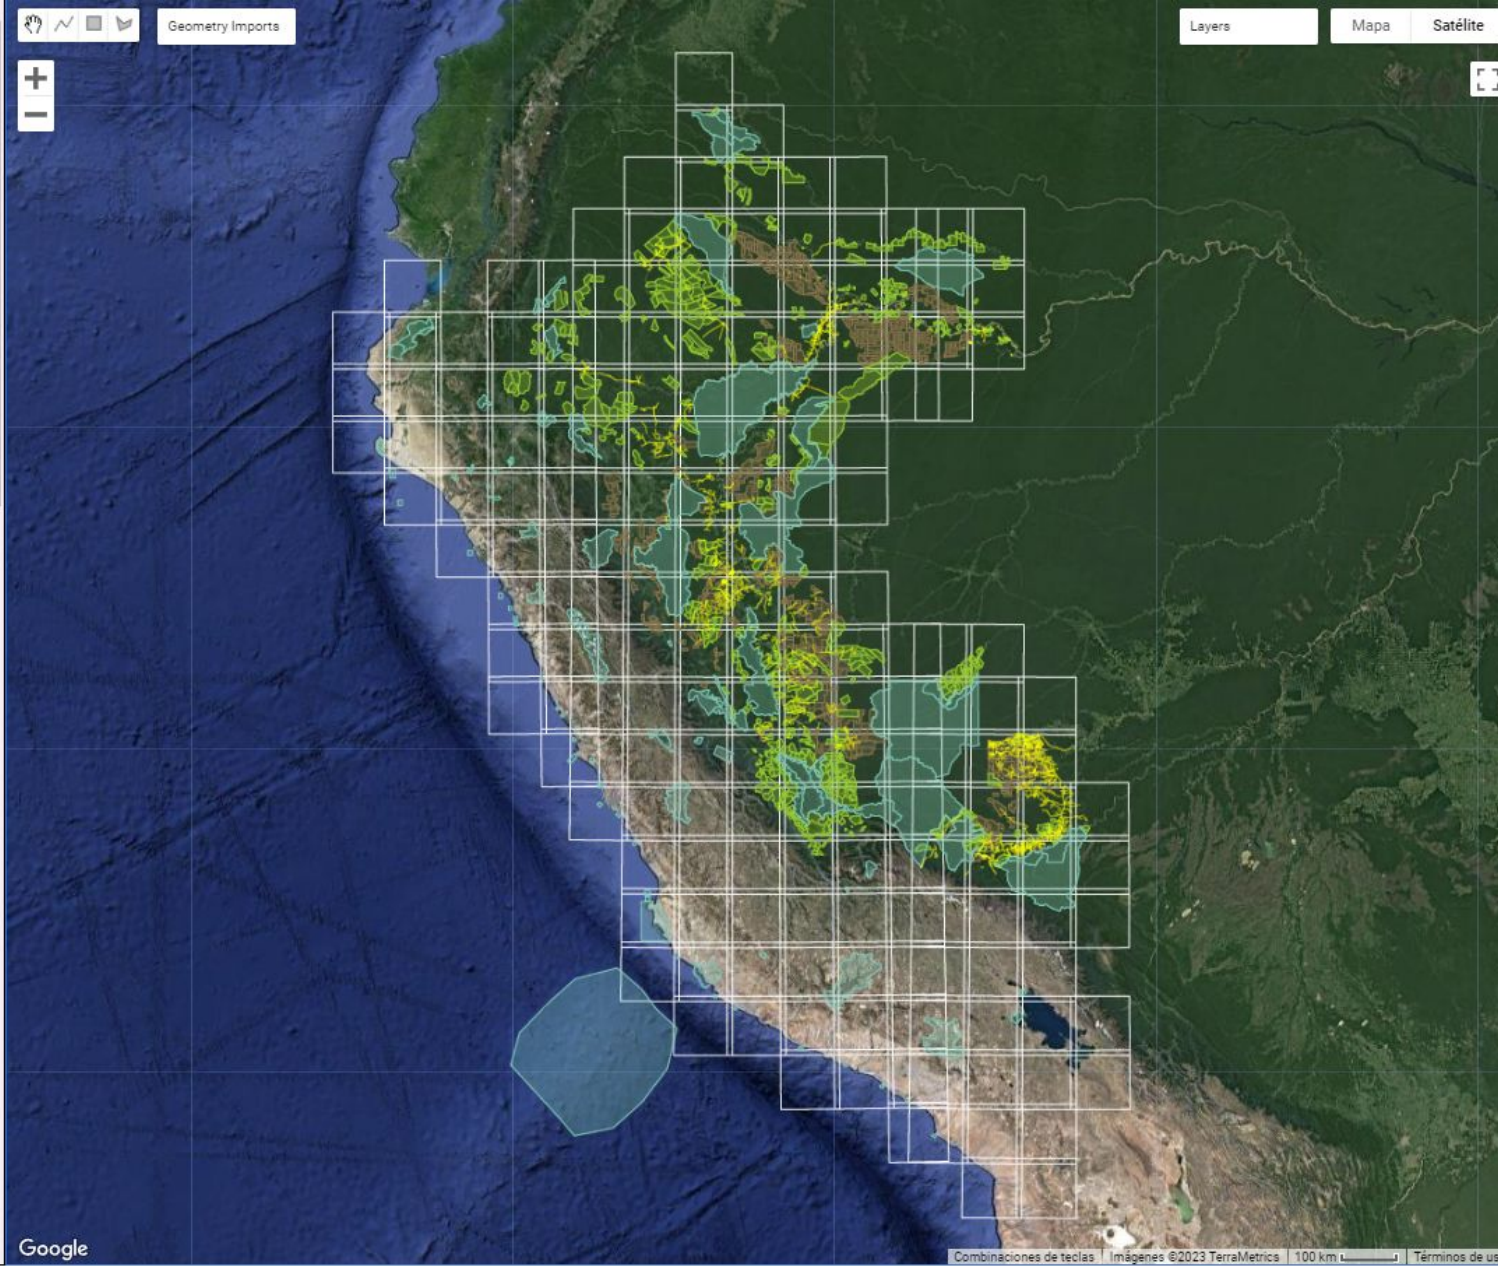 Geometry Imports
Layers
Mapa
Satélite
Google
Combinaciones de teclas
Imágenes ©2023 TerraMetrics
100 km
Términos de us